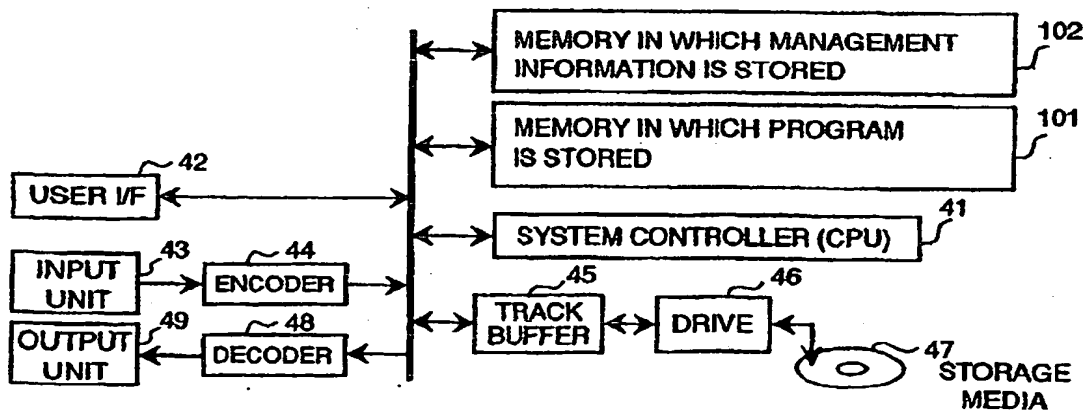 MEMORY IN WHICH MANAGEMENT
INFORMATION IS STORED
102
MEMORY IN WHICH PROGRAM
IS STORED
101
42
USER I/F
41
SYSTEM CONTROLLER (CPU)
43
INPUT
UNIT
44
ENCODER
45
TRACK
BUFFER
46
DRIVE
49
OUTPUT
UNIT
48
DECODER
47
STORAGE
MEDIA